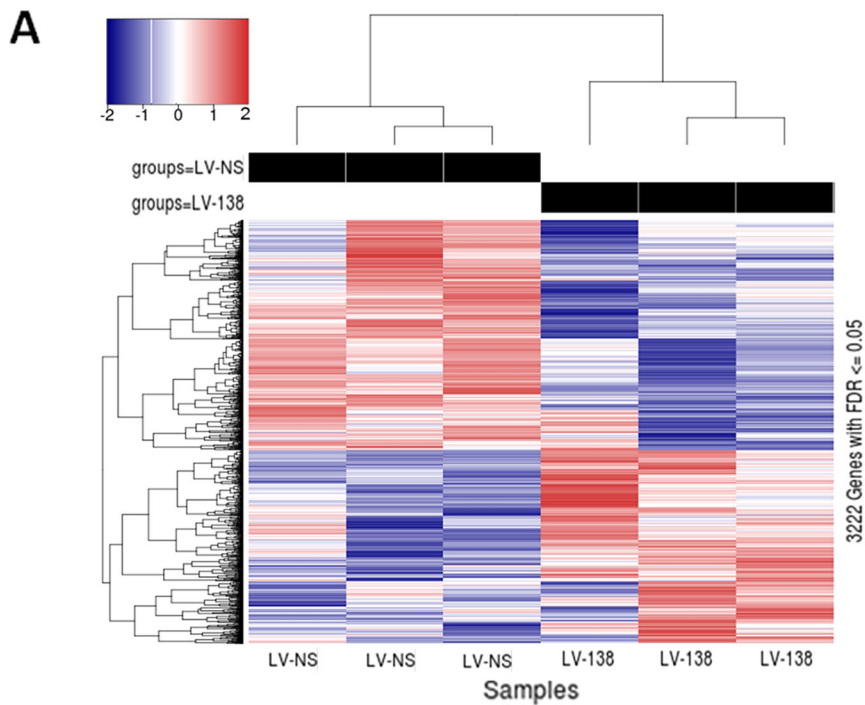 A
-2 -1 0 1 2
groups=LV-NS
groups=LV-138
3222 Genes with FDR <= 0.05
LV-NS LV-NS LV-NS LV-138 LV-138 LV-138
Samples